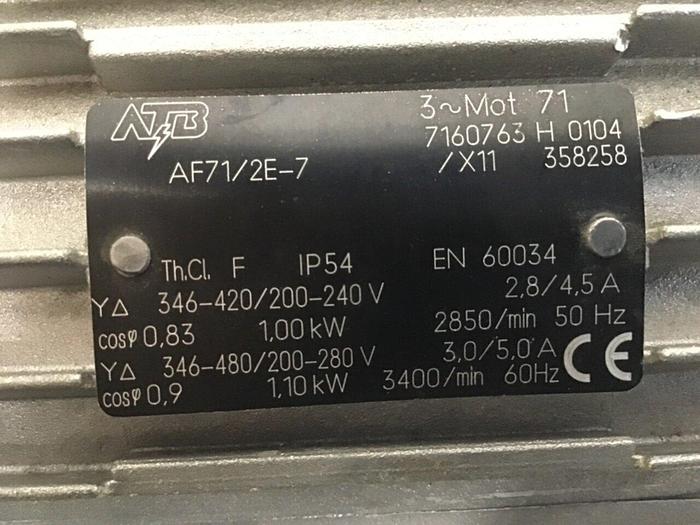 ATB 3~Mot 71
7160763 H 0104
AF71/2E-7 /X11 358258
Th.Cl. F IP54 EN 60034
Y△ 346-420/200-240 V 2,8/4,5 A
cosφ 0,83 1,00 kW 2850/min 50 Hz
Y△ 346-480/200-280 V 3,0/5,0 A
cosφ 0,9 1,10 kW 3400/min 60Hz CE